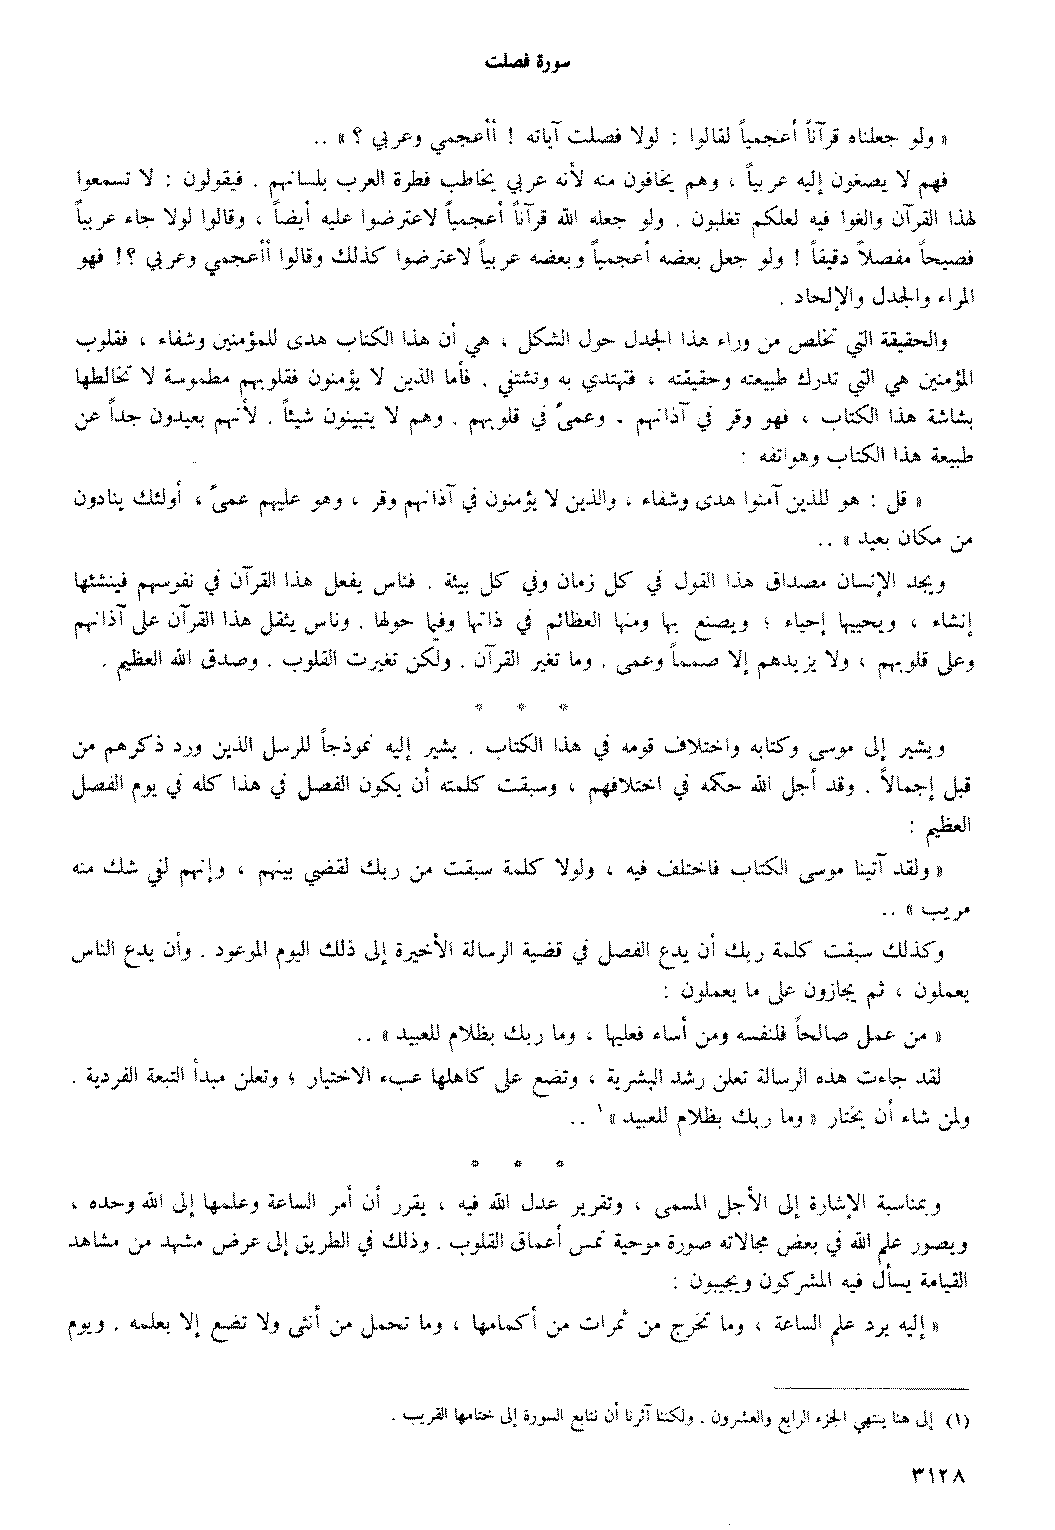 سورة فصلت
« ولو جعلناه قرآناً أعجمياً لقالوا : لولا فصلت آياته ! أأعجمي وعربي ؟ » ..
فهم لا يصغون إليه عربياً ، وهم يخافون منه لأنه عربي يخاطب فطرة العرب بلسانهم . فيقولون : لا تسمعوا
لهذا القرآن والغوا فيه لعلكم تغلبون . ولو جعله الله قرآناً أعجمياً لاعترضوا عليه أيضاً ، وقالوا لولا جاء عربياً
فصيحاً مفصلاً دقيقاً ! ولو جعل بعضه أعجمياً وبعضه عربياً لاعترضوا كذلك وقالوا أأعجمي وعربي ؟! فهو
المراء والجدل والإلحاد .
والحقيقة التي تخلص من وراء هذا الجدل حول الشكل ، هي أن هذا الكتاب هدى للمؤمنين وشفاء ، فقلوب
المؤمنين هي التي تدرك طبيعته وحقيقته ، فتهتدي به وتشتفي . فأما الذين لا يؤمنون فقلوبهم مطموسة لا تخالطها
بشاشة هذا الكتاب ، فهو وقر في آذانهم . وعمىً في قلوبهم . وهم لا يتبينون شيئاً . لأنهم بعيدون جداً عن
طبيعة هذا الكتاب وهواتفه :
« قل : هو للذين آمنوا هدى وشفاء ، والذين لا يؤمنون في آذانهم وقر ، وهو عليهم عمىً ، أولئك ينادون
من مكان بعيد » ..
ويجد الإنسان مصداق هذا القول في كل زمان وفي كل بيئة . فناس يفعل هذا القرآن في نفوسهم فينشئها
إنشاء ، ويحييها إحياء ؛ ويصنع بها ومنها العظائم في ذاتها وفيما حولها . وناس يثقل هذا القرآن على آذانهم
وعلى قلوبهم ، ولا يزيدهم إلا صمماً وعمى . وما تغير القرآن . ولكن تغيرت القلوب . وصدق الله العظيم .
* * *
ويشير إلى موسى وكتابه واختلاف قومه في هذا الكتاب . يشير إليه نموذجاً للرسل الذين ورد ذكرهم من
قبل إجمالاً . وقد أجل الله حكمه في اختلافهم ، وسبقت كلمته أن يكون الفصل في هذا كله في يوم الفصل
العظيم :
« ولقد آتينا موسى الكتاب فاختلف فيه ، ولولا كلمة سبقت من ربك لقضي بينهم ، وإنهم لفي شك منه
مريب » ..
وكذلك سبقت كلمة ربك أن يدع الفصل في قضية الرسالة الأخيرة إلى ذلك اليوم الموعود . وأن يدع الناس
يعملون ، ثم يجازون على ما يعملون :
« من عمل صالحاً فلنفسه ومن أساء فعليها ، وما ربك بظلام للعبيد » ..
لقد جاءت هذه الرسالة تعلن رشد البشرية ، وتضع على كاهلها عبء الاختيار ؛ وتعلن مبدأ التبعة الفردية .
ولمن شاء أن يختار « وما ربك بظلام للعبيد »١ ..
* * *
وبمناسبة الإشارة إلى الأجل المسمى ، وتقرير عدل الله فيه ، يقرر أن أمر الساعة وعلمها إلى الله وحده ،
ويصور علم الله في بعض مجالاته صورة موحية تمس أعماق القلوب . وذلك في الطريق إلى عرض مشهد من مشاهد
القيامة يسأل فيه المشركون ويجيبون :
« إليه يرد علم الساعة ، وما تخرج من ثمرات من أكمامها ، وما تحمل من أنثى ولا تضع إلا بعلمه . ويوم
(١) إلى هنا ينتهي الجزء الرابع والعشرون . ولكننا آثرنا أن نتابع السورة إلى ختامها القريب .
٣١٢٨